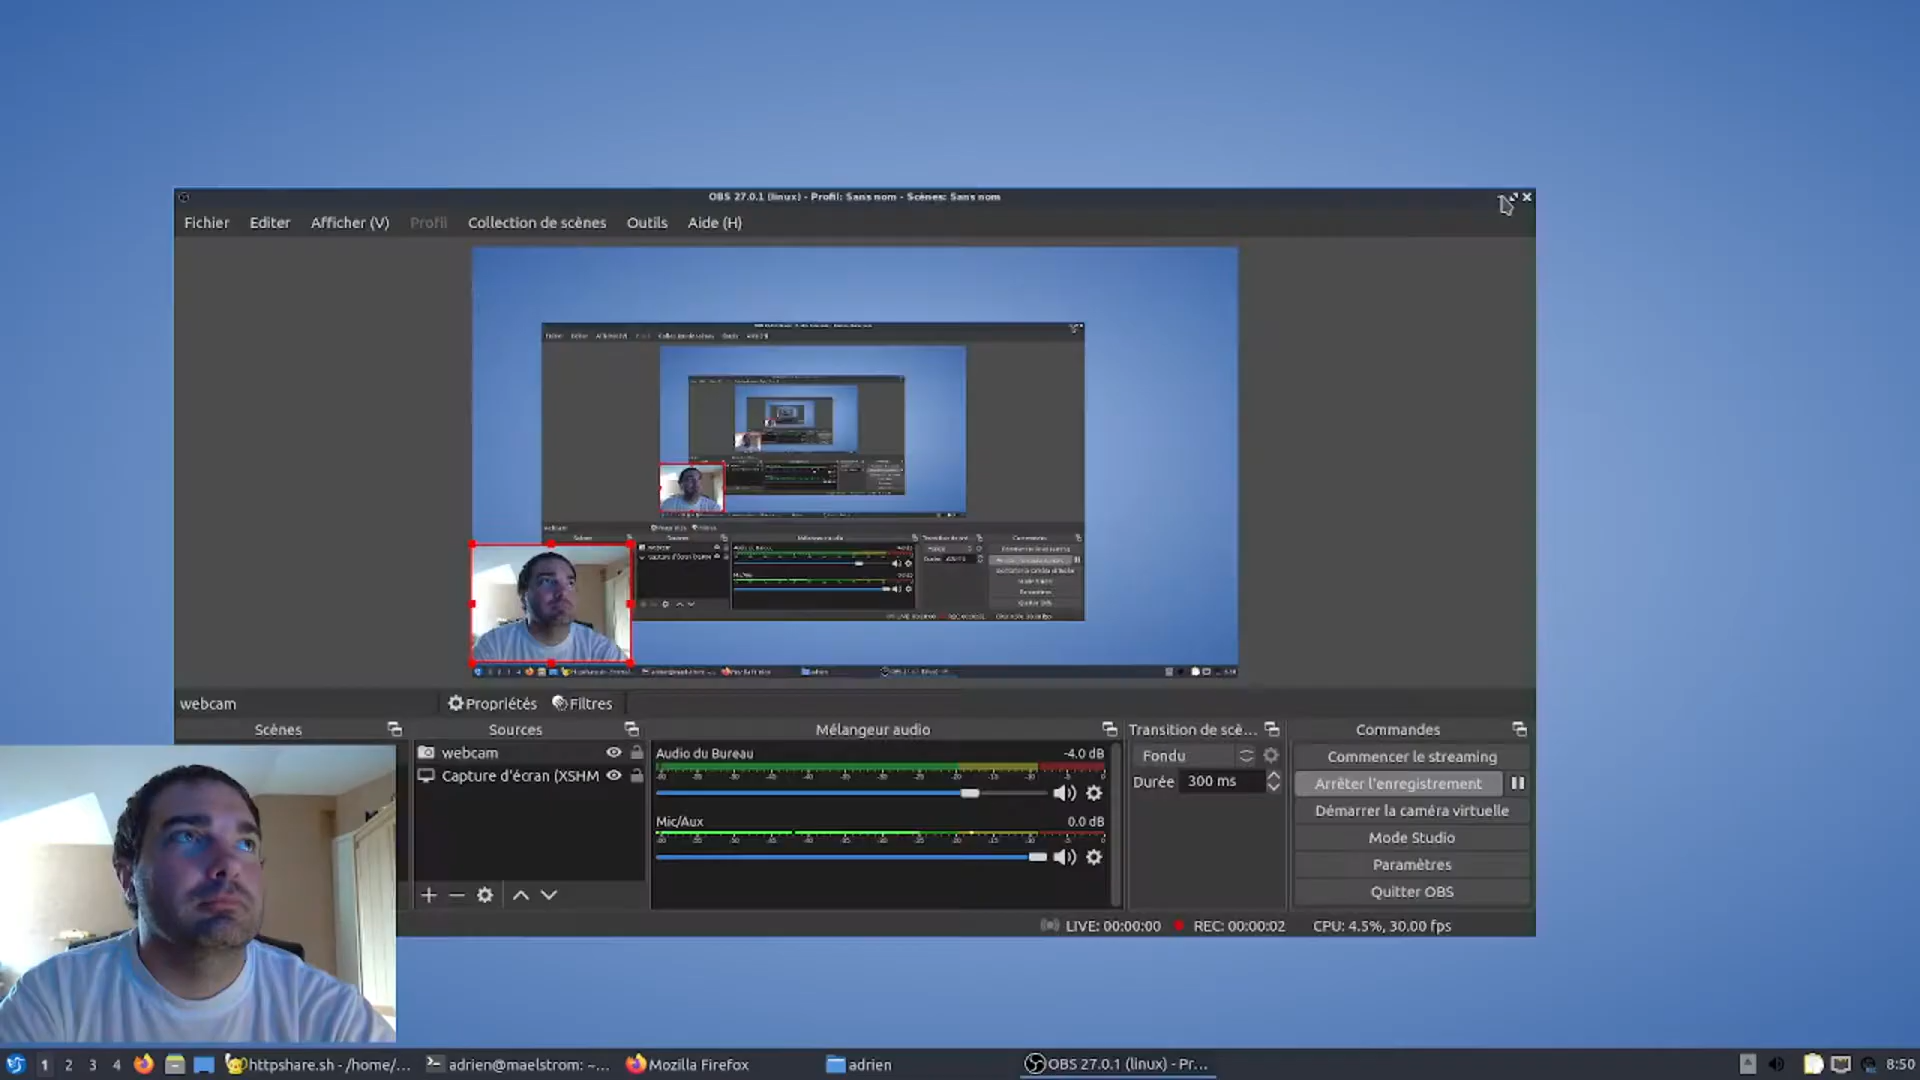 OBS 27.0.1 (linux) - Profil: Sans nom - Scènes: Sans nom
Fichier Editer Afficher (V) Profil Collection de scènes Outils Aide (H)
webcam Propriétés Filtres
Scènes Sources Mélangeur audio Transition de scè... Commandes
webcam
Capture d'écran (XSHM
Audio du Bureau -4.0 dB
Mic/Aux 0.0 dB
Fondu
Durée 300 ms
Commencer le streaming
Arrêter l'enregistrement
Démarrer la caméra virtuelle
Mode Studio
Paramètres
Quitter OBS
LIVE: 00:00:00 REC: 00:00:02 CPU: 4.5%, 30.00 fps
1 2 3 4 httpshare.sh - /home/... adrien@maelstrom: ~... Mozilla Firefox adrien OBS 27.0.1 (linux) - Pr... 8:50